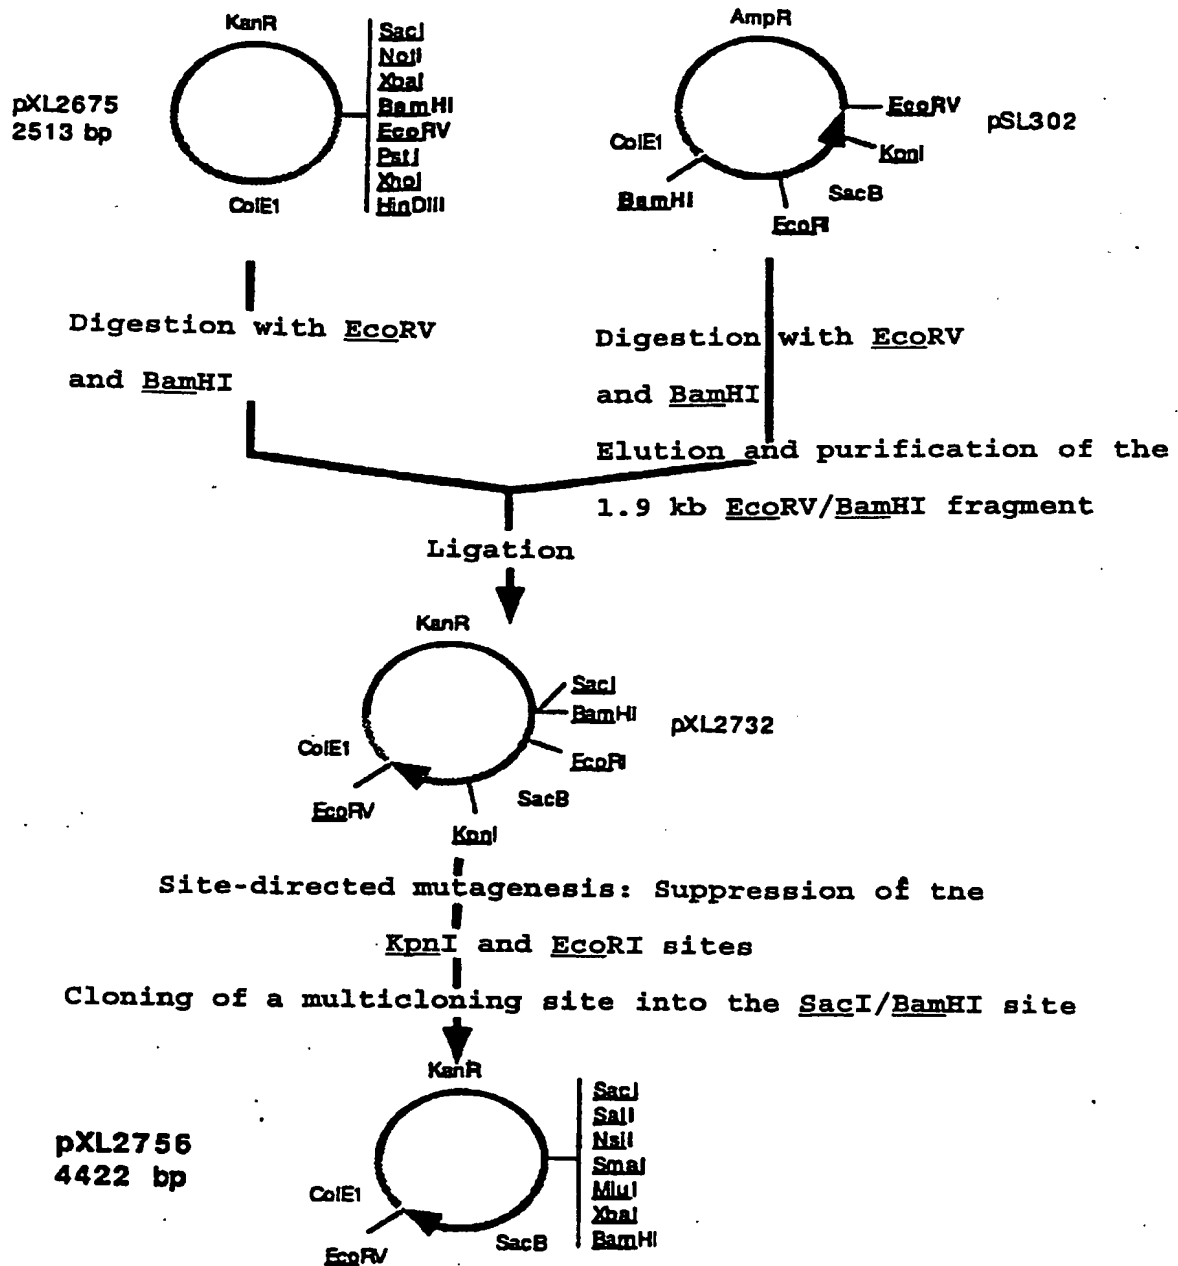 KanR
SacI
NotI
XbaI
BamHI
EcoRV
PstI
XhoI
HinDIII
pXL2675
2513 bp
ColE1
AmpR
EcoRV
pSL302
KpnI
ColE1
SacB
BamHI
EcoRI
Digestion with EcoRV
and BamHI
Digestion with EcoRV
and BamHI
Elution and purification of the
1.9 kb EcoRV/BamHI fragment
Ligation
KanR
SacI
BamHI
pXL2732
ColE1
EcoRI
EcoRV
SacB
KpnI
Site-directed mutagenesis: Suppression of tne
KpnI and EcoRI sites
Cloning of a multicloning site into the SacI/BamHI site
KanR
SacI
SalI
NsiI
SmaI
MluI
XbaI
BamHI
pXL2756
4422 bp
ColE1
SacB
EcoRV